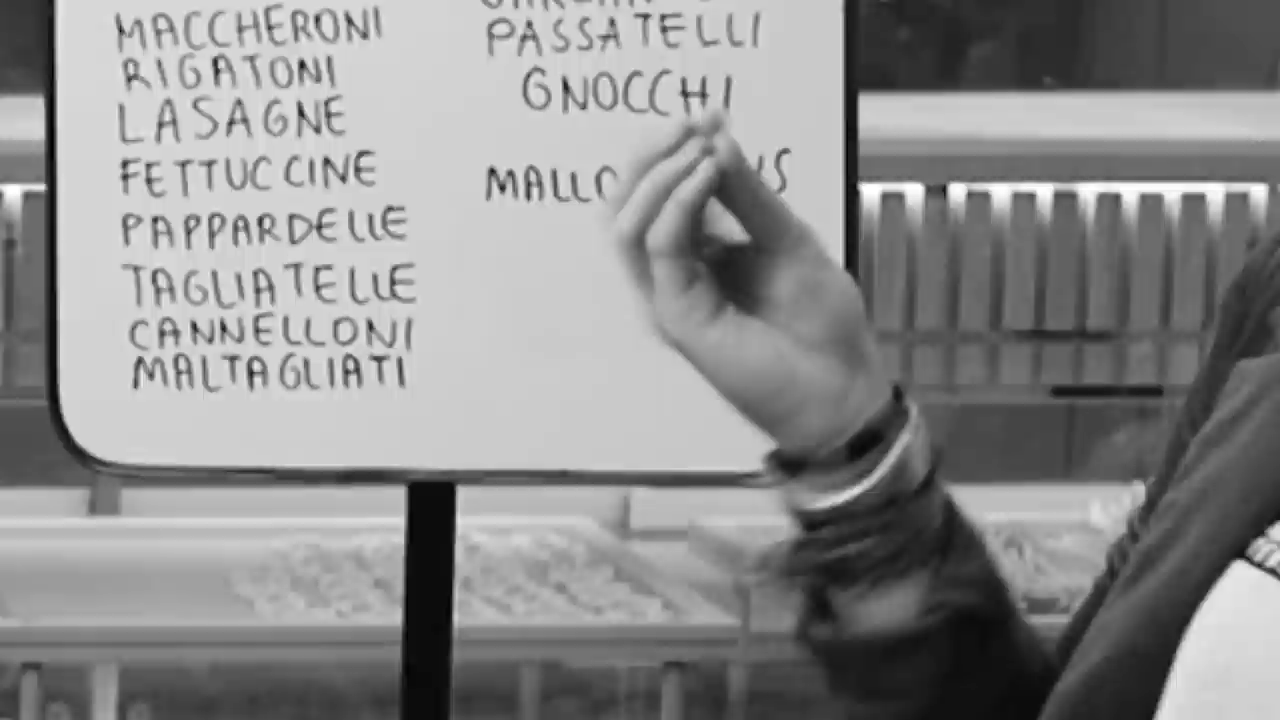 MACCHERONI
RIGATONI
LASAGNE
FETTUCCINE
PAPPARDELLE
TAGLIATELLE
CANNELLONI
MALTAGLIATI
PASSATELLI
GNOCCHI